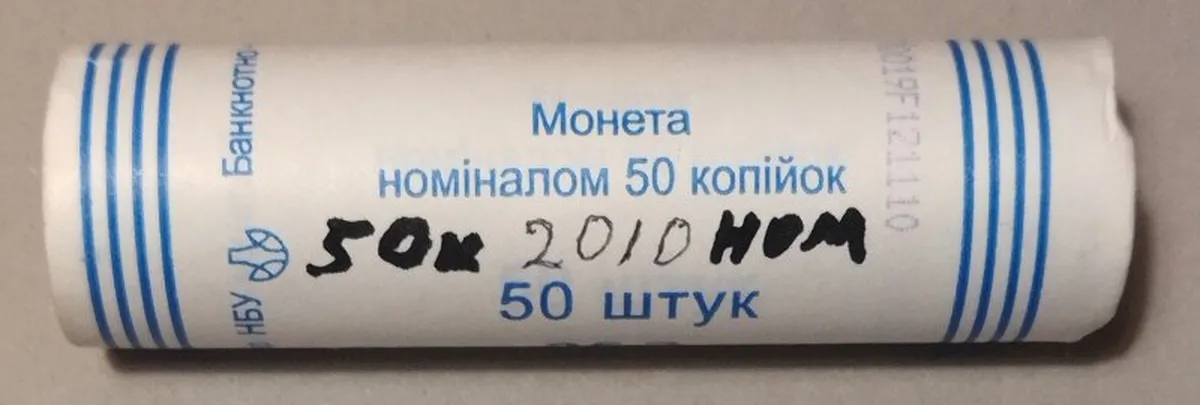 Монета
номіналом 50 копійок
50к 2010 НОМ
50 штук
Банкнотно-
НБУ
019F121110